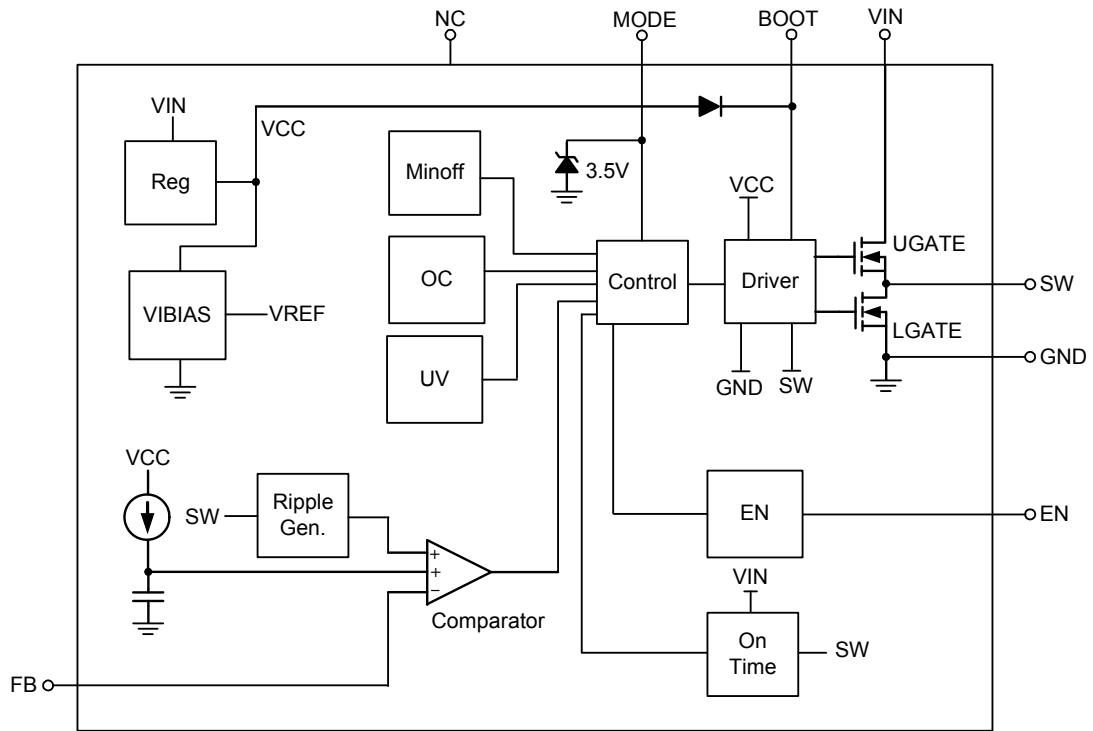 NC
MODE
BOOT
VIN
VIN
VCC
Reg
Minoff
3.5V
VCC
UGATE
OC
Control
Driver
SW
VIBIAS
VREF
LGATE
UV
GND
SW
GND
VCC
SW
Ripple
Gen.
EN
EN
+
+
−
VIN
Comparator
On
Time
SW
FB